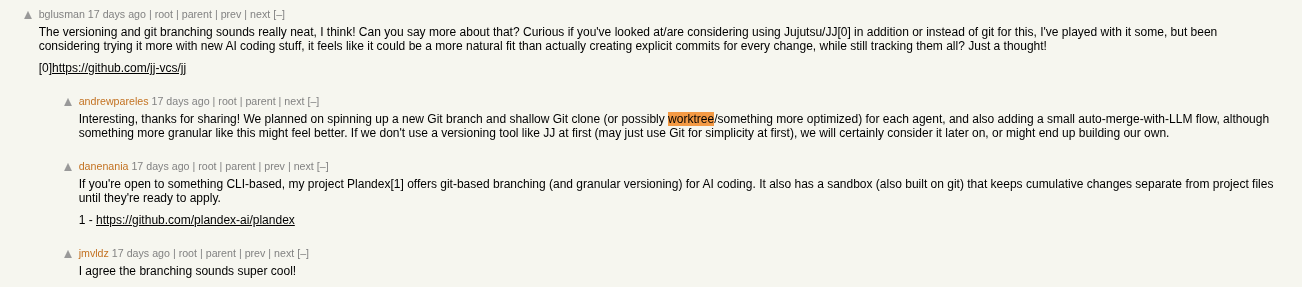 ▲ bglusman 17 days ago | root | parent | prev | next [–]
The versioning and git branching sounds really neat, I think! Can you say more about that? Curious if you've looked at/are considering using Jujutsu/JJ[0] in addition or instead of git for this, I've played with it some, but been
considering trying it more with new AI coding stuff, it feels like it could be a more natural fit than actually creating explicit commits for every change, while still tracking them all? Just a thought!
[0]https://github.com/jj-vcs/jj
▲ andrewpareles 17 days ago | root | parent | next [–]
Interesting, thanks for sharing! We planned on spinning up a new Git branch and shallow Git clone (or possibly worktree/something more optimized) for each agent, and also adding a small auto-merge-with-LLM flow, although
something more granular like this might feel better. If we don't use a versioning tool like JJ at first (may just use Git for simplicity at first), we will certainly consider it later on, or might end up building our own.
▲ danenania 17 days ago | root | parent | prev | next [–]
If you're open to something CLI-based, my project Plandex[1] offers git-based branching (and granular versioning) for AI coding. It also has a sandbox (also built on git) that keeps cumulative changes separate from project files
until they're ready to apply.
1 - https://github.com/plandex-ai/plandex
▲ jmvldz 17 days ago | root | parent | prev | next [–]
I agree the branching sounds super cool!